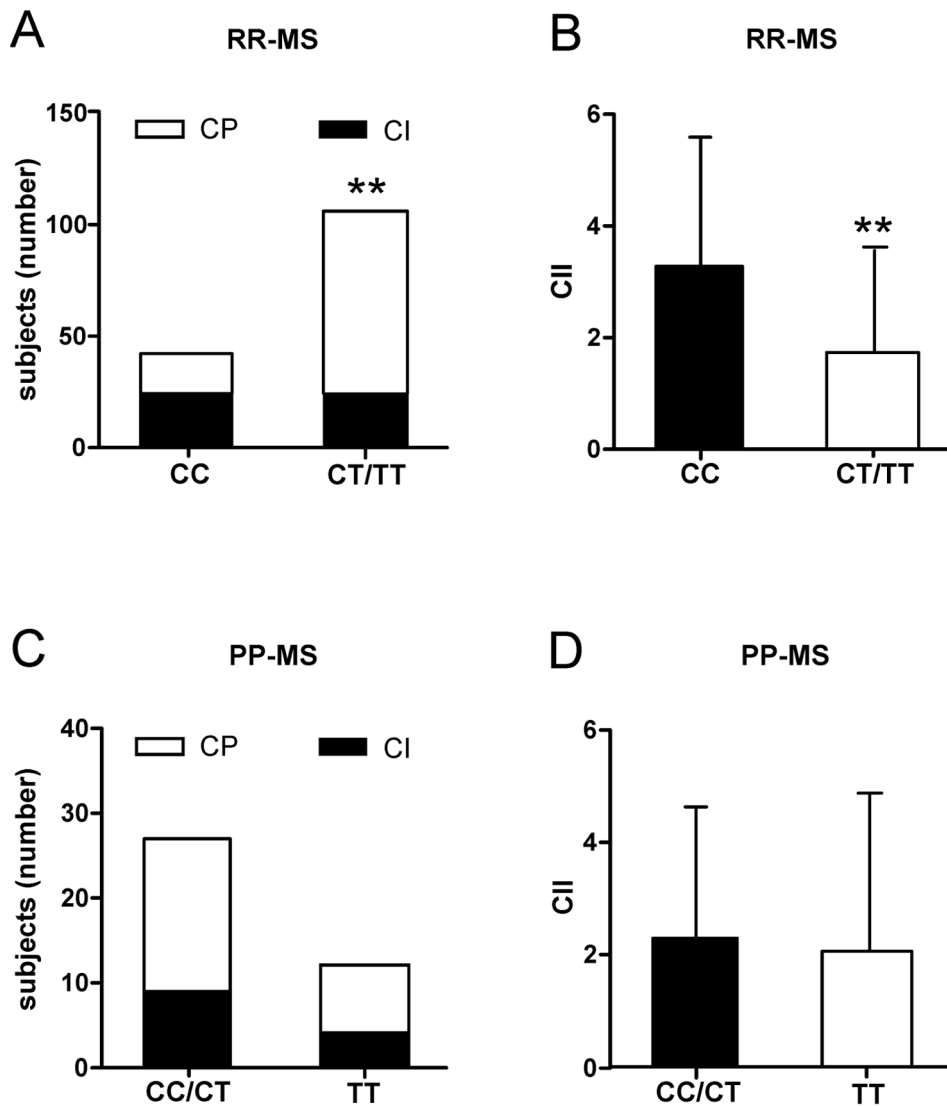 A
RR-MS
subjects (number)
150
100
50
0
CP
CI
**
CC
CT/TT
B
RR-MS
CII
6
4
2
0
**
CC
CT/TT
C
PP-MS
subjects (number)
40
30
20
10
0
CP
CI
CC/CT
TT
D
PP-MS
CII
6
4
2
0
CC/CT
TT